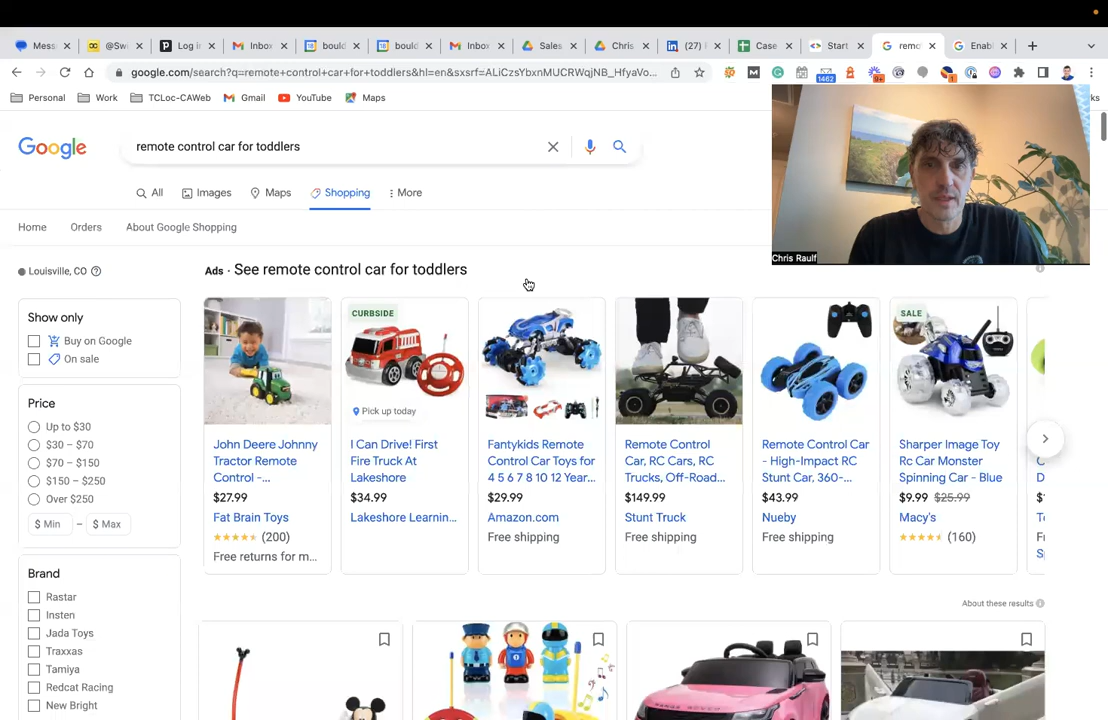 Mess
@Swi
Log i
Inbox
bould
bould
Inbox
Sales
Chris
(27)
Case
Start
remo
Enabl
google.com/search?q=remote+control+car+for+toddlers&hl=en&sxsrf=ALiCzsYbxnMUCRWqjNB_HfyaVo...
1462
9+
1
Personal
Work
TCLoc-CAWeb
Gmail
YouTube
Maps
ks
Google
remote control car for toddlers
All
Images
Maps
Shopping
More
Home
Orders
About Google Shopping
Chris Raulf
Louisville, CO
Ads · See remote control car for toddlers
Show only
Buy on Google
On sale
Price
Up to $30
$30 – $70
$70 – $150
$150 – $250
Over $250
$ Min – $ Max
Brand
Rastar
Insten
Jada Toys
Traxxas
Tamiya
Redcat Racing
New Bright
John Deere Johnny
Tractor Remote
Control -...
$27.99
Fat Brain Toys
(200)
Free returns for m...
CURBSIDE
Pick up today
I Can Drive! First
Fire Truck At
Lakeshore
$34.99
Lakeshore Learnin...
Fantykids Remote
Control Car Toys for
4 5 6 7 8 10 12 Year...
$29.99
Amazon.com
Free shipping
Remote Control
Car, RC Cars, RC
Trucks, Off-Road...
$149.99
Stunt Truck
Free shipping
Remote Control Car
- High-Impact RC
Stunt Car, 360-...
$43.99
Nueby
Free shipping
SALE
Sharper Image Toy
Rc Car Monster
Spinning Car - Blue
$9.99 $25.99
Macy's
(160)
About these results